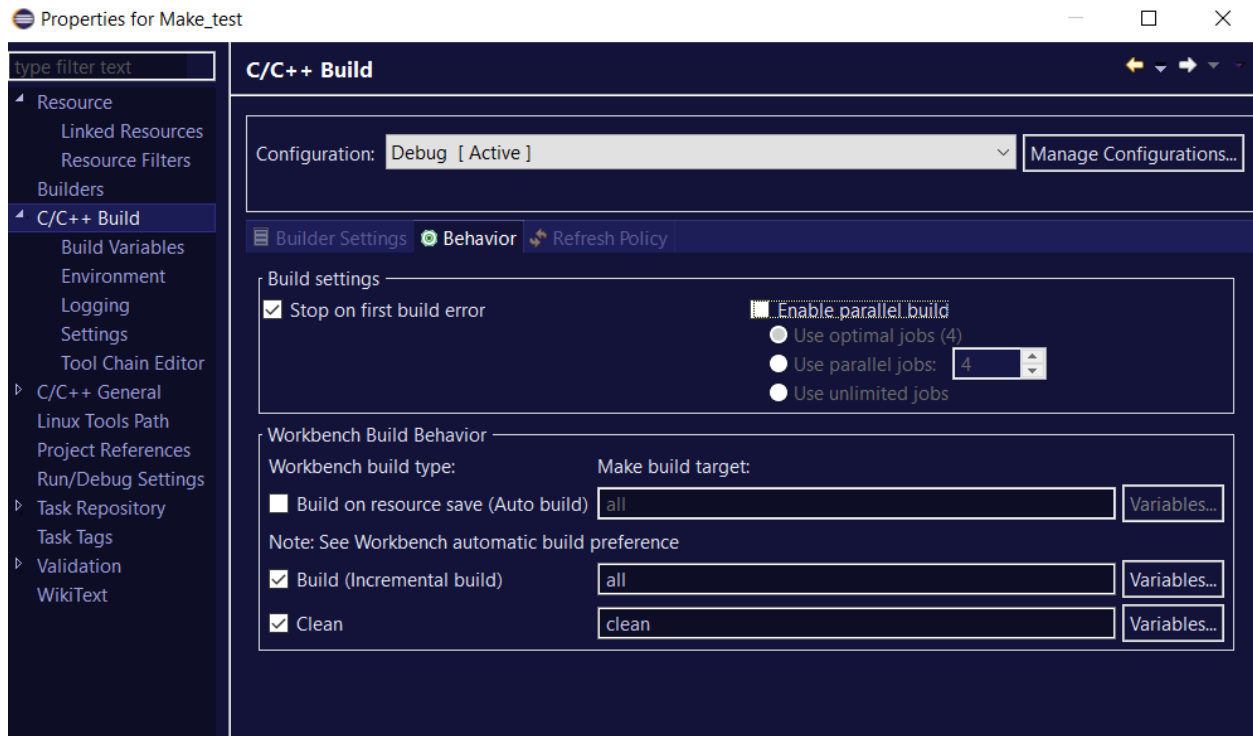 Properties for Make_test
type filter text
Resource
Linked Resources
Resource Filters
Builders
C/C++ Build
Build Variables
Environment
Logging
Settings
Tool Chain Editor
C/C++ General
Linux Tools Path
Project References
Run/Debug Settings
Task Repository
Task Tags
Validation
WikiText
C/C++ Build
Configuration: Debug [ Active ] Manage Configurations...
Builder Settings Behavior Refresh Policy
Build settings
Stop on first build error Enable parallel build
Use optimal jobs (4)
Use parallel jobs: 4
Use unlimited jobs
Workbench Build Behavior
Workbench build type: Make build target:
Build on resource save (Auto build) all Variables...
Note: See Workbench automatic build preference
Build (Incremental build) all Variables...
Clean clean Variables...